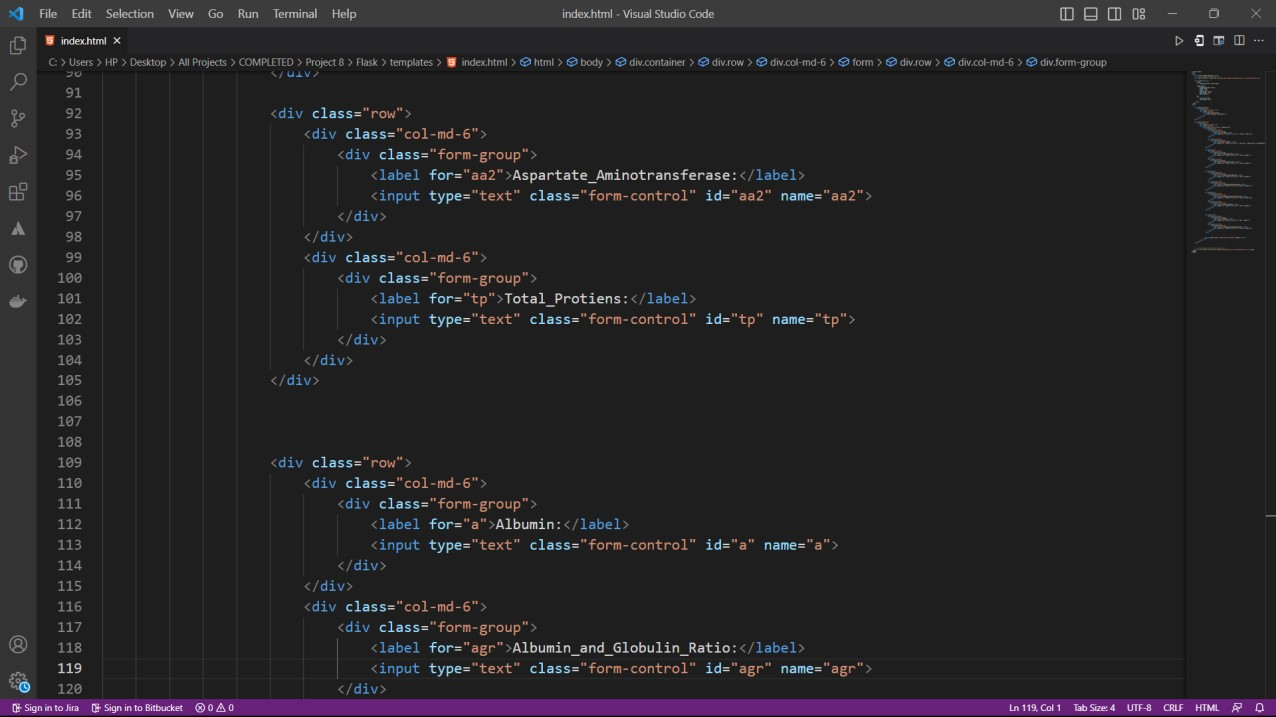 File Edit Selection View Go Run Terminal Help index.html - Visual Studio Code
index.html
C: > Users > HP > Desktop > All Projects > COMPLETED > Project 8 > Flask > templates > index.html > html > body > div.container > div.row > div.col-md-6 > form > div.row > div.col-md-6 > div.form-group
90 </div>
91
92 <div class="row">
93 <div class="col-md-6">
94 <div class="form-group">
95 <label for="aa2">Aspartate_Aminotransferase:</label>
96 <input type="text" class="form-control" id="aa2" name="aa2">
97 </div>
98 </div>
99 <div class="col-md-6">
100 <div class="form-group">
101 <label for="tp">Total_Protiens:</label>
102 <input type="text" class="form-control" id="tp" name="tp">
103 </div>
104 </div>
105 </div>
106
107
108
109 <div class="row">
110 <div class="col-md-6">
111 <div class="form-group">
112 <label for="a">Albumin:</label>
113 <input type="text" class="form-control" id="a" name="a">
114 </div>
115 </div>
116 <div class="col-md-6">
117 <div class="form-group">
118 <label for="agr">Albumin_and_Globulin_Ratio:</label>
119 <input type="text" class="form-control" id="agr" name="agr">
120 </div>
Sign in to Jira Sign in to Bitbucket 0 0 Ln 119, Col 1 Tab Size: 4 UTF-8 CRLF HTML